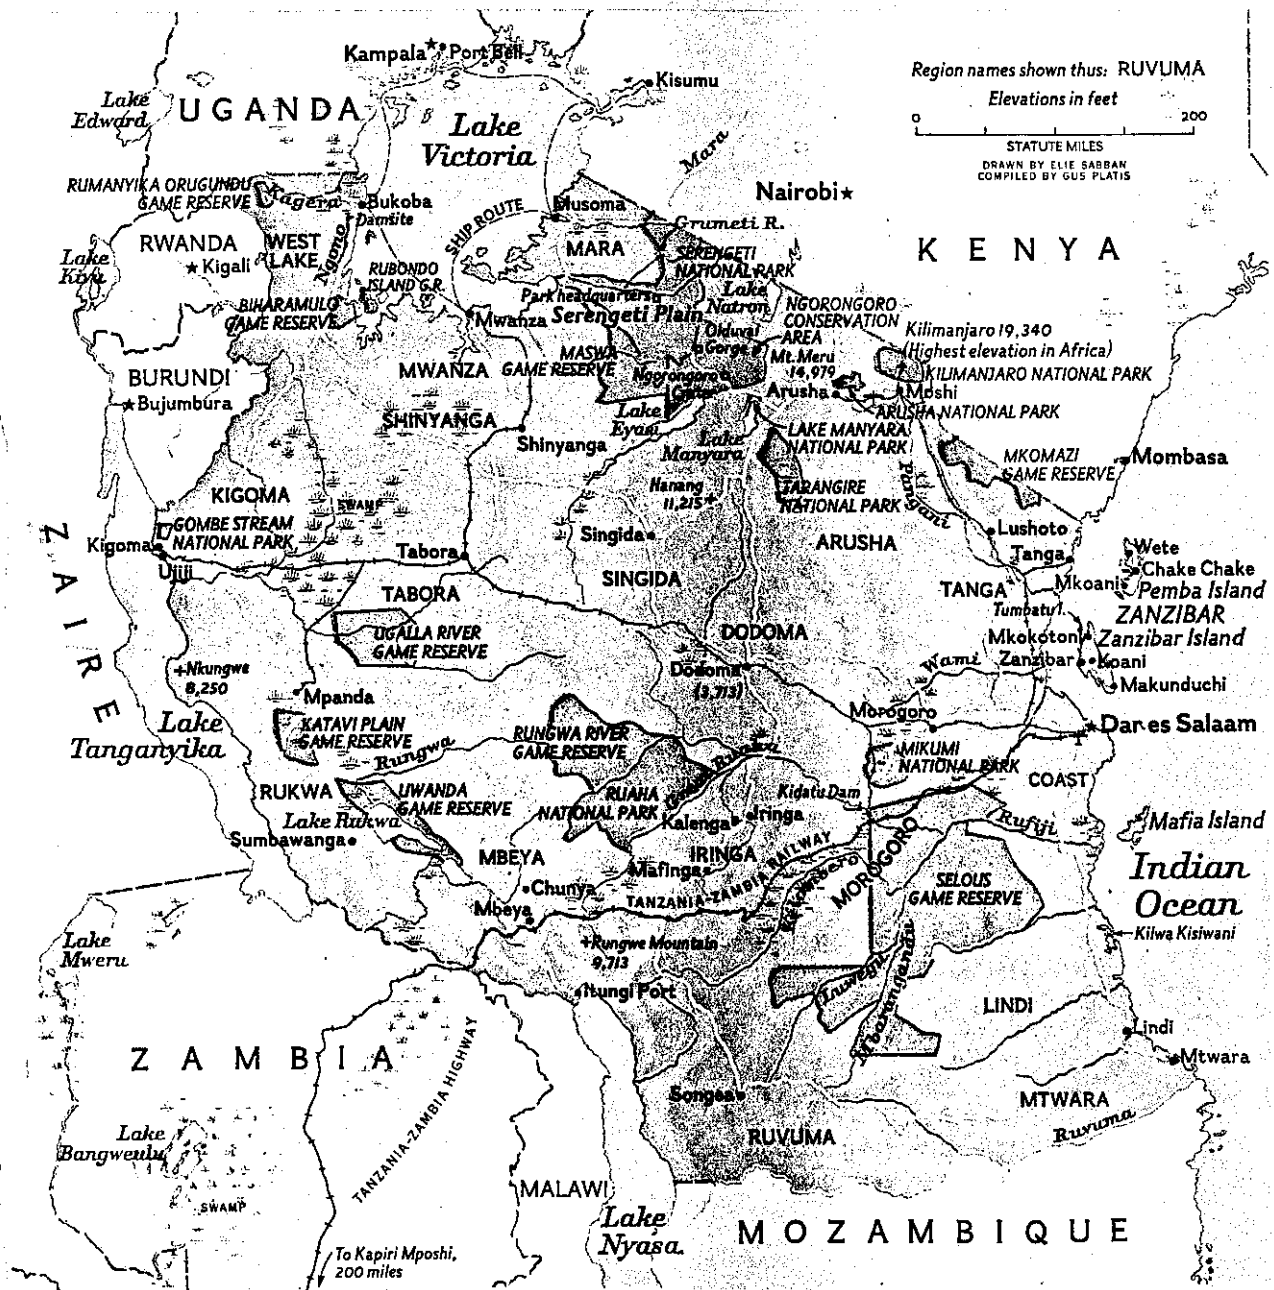 Kampala
Port Bell
Kisumu
Region names shown thus: RUVUMA
Elevations in feet
0
200
STATUTE MILES
DRAWN BY ELIE SABBAN
COMPILED BY GUS PLATIS
Lake
Edward
UGANDA
Lake
Victoria
Mara
RUMANYIKA ORUGUNDU
GAME RESERVE
Kagera
Bukoba
Damsite
Musoma
Nairobi
SHIP ROUTE
Grumeti R.
RWANDA
Kigali
WEST
LAKE
Ngono
MARA
KENYA
Lake
Kivu
RUBONDO
ISLAND G.R.
SERENGETI
NATIONAL PARK
Lake
Natron
BIHARAMULO
GAME RESERVE
Park headquarters
Mwanza
Serengeti Plain
NGORONGORO
CONSERVATION
AREA
Olduvai
Gorge
Kilimanjaro 19,340
(Highest elevation in Africa)
MASWA
GAME RESERVE
Mt. Meru
14,979
KILIMANJARO NATIONAL PARK
BURUNDI
Bujumbura
MWANZA
Ngorongoro
Crater
Arusha
Moshi
ARUSHA NATIONAL PARK
SHINYANGA
Lake
Eyasi
LAKE MANYARA
NATIONAL PARK
Shinyanga
Lake
Manyara
MKOMAZI
GAME RESERVE
Mombasa
Pangani
Hanang
11,215
TARANGIRE
NATIONAL PARK
KIGOMA
SWAMP
GOMBE STREAM
NATIONAL PARK
Kigoma
Ujiji
ZAIRE
Tabora
Singida
ARUSHA
Lushoto
Tanga
Wete
Chake Chake
Mkoani
Pemba Island
TABORA
SINGIDA
TANGA
Tumbatu I.
ZANZIBAR
UGALLA RIVER
GAME RESERVE
DODOMA
Mkokoton
Zanzibar Island
Nkungwe
8,250
Dodoma
(3,713)
Wami
Zanzibar
Koani
Makunduchi
Mpanda
Lake
Tanganyika
KATAVI PLAIN
GAME RESERVE
Rungwa
RUNGWA RIVER
GAME RESERVE
Morogoro
Dar es Salaam
MIKUMI
NATIONAL PARK
Great Ruaha
RUKWA
UWANDA
GAME RESERVE
RUAHA
NATIONAL PARK
Kidatu Dam
COAST
Lake Rukwa
Sumbawanga
Kalenga
Iringa
Rufiji
Mafia Island
MBEYA
IRINGA
Mafinga
MOROGORO
Indian
Ocean
Chunya
TANZANIA-ZAMBIA RAILWAY
Kilombero
SELOUS
GAME RESERVE
Mbeya
Lake
Mweru
Rungwe Mountain
9,713
Kilwa Kisiwani
Itungi Port
Luwegu
Mbarangandu
LINDI
Lindi
ZAMBIA
TANZANIA-ZAMBIA HIGHWAY
Mtwara
Songea
MTWARA
Ruvuma
Lake
Bangweulu
RUVUMA
SWAMP
MALAWI
Lake
Nyasa
MOZAMBIQUE
To Kapiri Mposhi,
200 miles